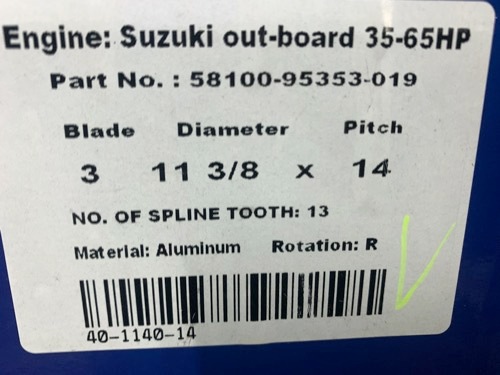 Engine: Suzuki out-board 35-65HP
Part No. : 58100-95353-019
Blade Diameter Pitch
3 11 3/8 x 14
NO. OF SPLINE TOOTH: 13
Material: Aluminum Rotation: R
40-1140-14